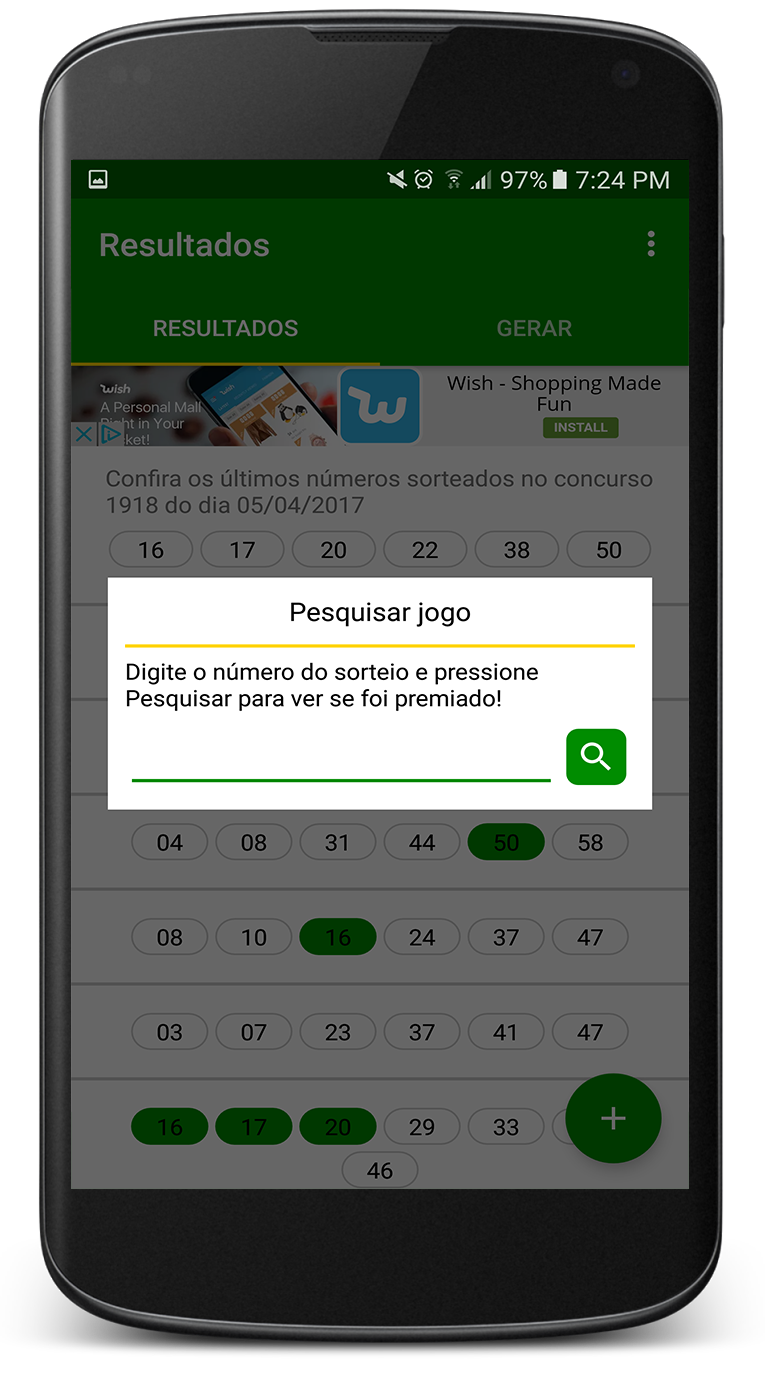 97% 7:24 PM
Resultados
RESULTADOS GERAR
wish
A Personal Mall
Right in Your
ket!
Wish - Shopping Made
Fun
INSTALL
Confira os últimos números sorteados no concurso
1918 do dia 05/04/2017
16 17 20 22 38 50
Pesquisar jogo
Digite o número do sorteio e pressione
Pesquisar para ver se foi premiado!
04 08 31 44 50 58
08 10 16 24 37 47
03 07 23 37 41 47
16 17 20 29 33
46